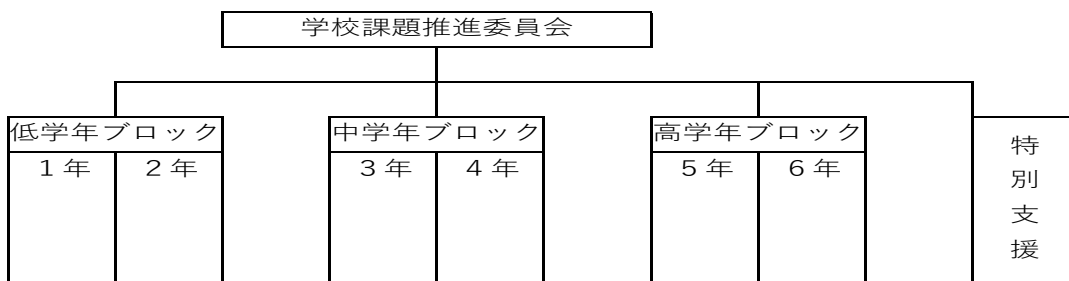 学校課題推進委員会
低学年ブロック
1年
2年
中学年ブロック
3年
4年
高学年ブロック
5年
6年
特別支援